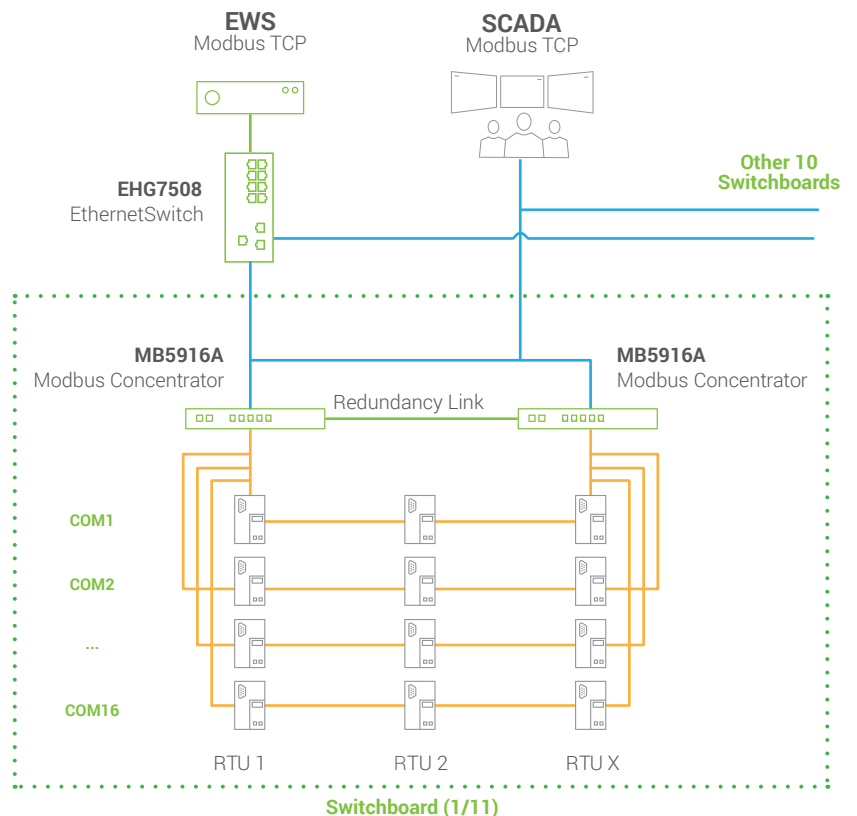 EWS
Modbus TCP
SCADA
Modbus TCP
EHG7508
EthernetSwitch
Other 10
Switchboards
MB5916A
Modbus Concentrator
MB5916A
Modbus Concentrator
Redundancy Link
COM1
COM2
...
COM16
RTU 1
RTU 2
RTU X
Switchboard (1/11)